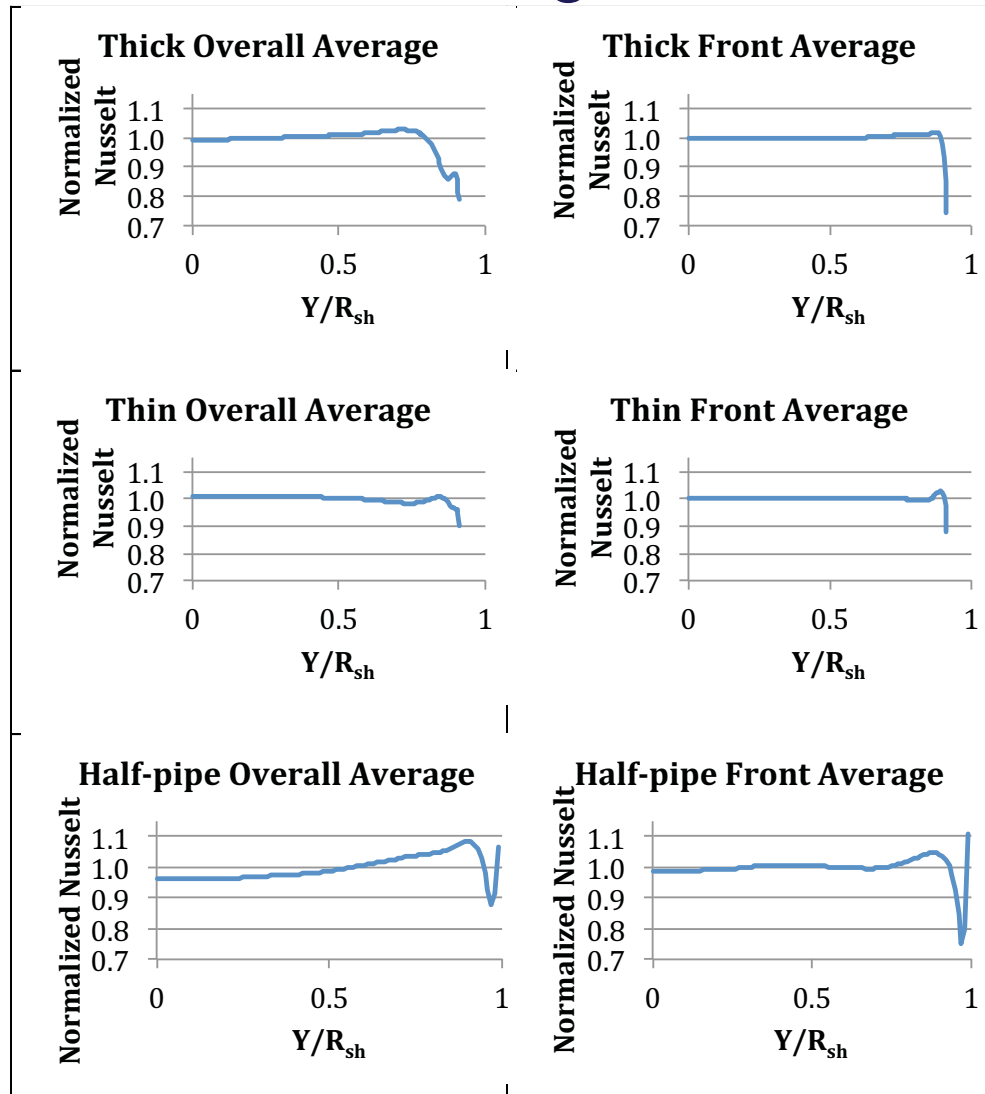 Thick Overall Average
Normalized
Nusselt
1.1
1.0
0.9
0.8
0.7
0
0.5
1
Y/Rsh
Thick Front Average
Normalized
Nusselt
1.1
1.0
0.9
0.8
0.7
0
0.5
1
Y/Rsh
Thin Overall Average
Normalized
Nusselt
1.1
1.0
0.9
0.8
0.7
0
0.5
1
Y/Rsh
Thin Front Average
Normalized
Nusselt
1.1
1.0
0.9
0.8
0.7
0
0.5
1
Y/Rsh
Half-pipe Overall Average
Normalized Nusselt
1.1
1.0
0.9
0.8
0.7
0
0.5
1
Y/Rsh
Half-pipe Front Average
Normalized Nusselt
1.1
1.0
0.9
0.8
0.7
0
0.5
1
Y/Rsh